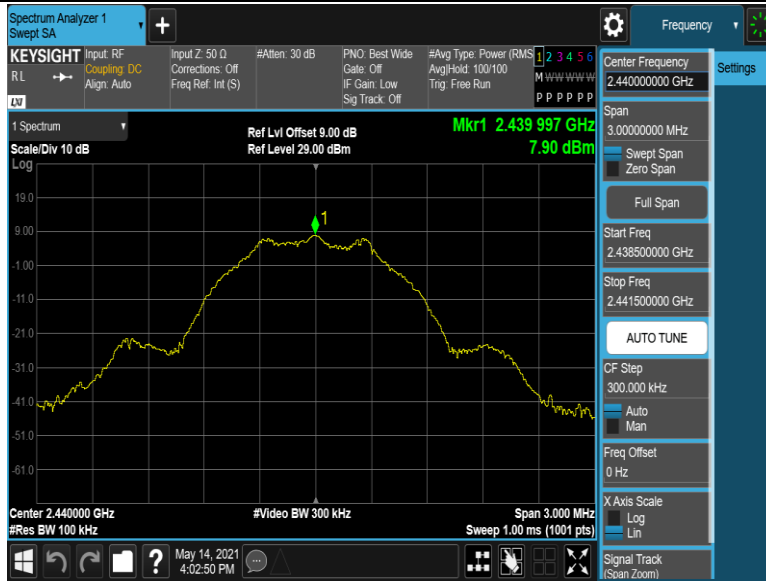 Spectrum Analyzer 1
Swept SA
Frequency
KEYSIGHT
RL
LXI
Input: RF
Coupling: DC
Align: Auto
Input Z: 50 Ω
Corrections: Off
Freq Ref: Int (S)
#Atten: 30 dB
PNO: Best Wide
Gate: Off
IF Gain: Low
Sig Track: Off
#Avg Type: Power (RMS
Avg|Hold: 100/100
Trig: Free Run
1 2 3 4 5 6
M W W W W W
P P P P P P
Center Frequency
2.440000000 GHz
Settings
Span
3.00000000 MHz
Swept Span
Zero Span
Full Span
Start Freq
2.438500000 GHz
Stop Freq
2.441500000 GHz
AUTO TUNE
CF Step
300.000 kHz
Auto
Man
Freq Offset
0 Hz
X Axis Scale
Log
Lin
Signal Track
(Span Zoom)
1 Spectrum
Scale/Div 10 dB
Log
Ref Lvl Offset 9.00 dB
Ref Level 29.00 dBm
Mkr1 2.439 997 GHz
7.90 dBm
1
19.0
9.00
-1.00
-11.0
-21.0
-31.0
-41.0
-51.0
-61.0
Center 2.440000 GHz
#Res BW 100 kHz
#Video BW 300 kHz
Span 3.000 MHz
Sweep 1.00 ms (1001 pts)
?
May 14, 2021
4:02:50 PM